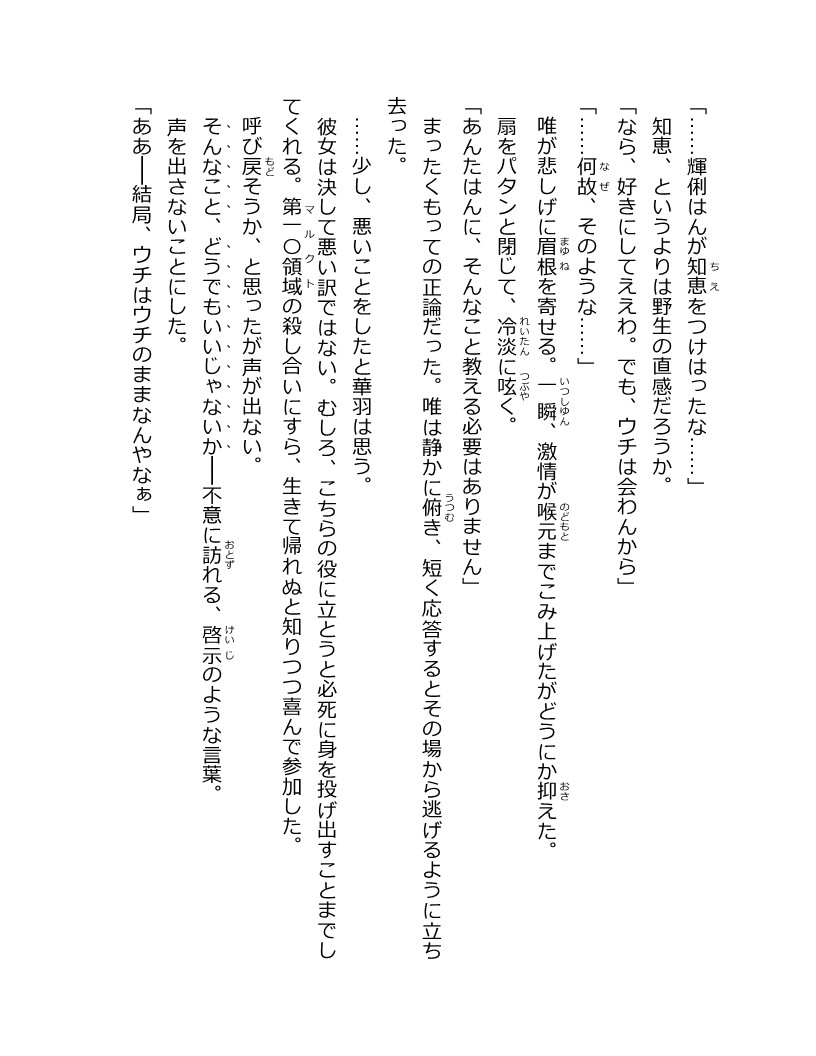 「……輝俐はんが知恵をつけはったな……」
知恵、というよりは野生の直感だろうか。
「なら、好きにしてええわ。でも、ウチは会わんから」
「……何故、そのような……」
唯が悲しげに眉根を寄せる。一瞬、激情が喉元までこみ上げたがどうにか抑えた。
扇をパタンと閉じて、冷淡に呟く。
「あんたはんに、そんなこと教える必要はありません」
まったくもっての正論だった。唯は静かに俯き、短く応答するとその場から逃げるように立ち
去った。
……少し、悪いことをしたと華羽は思う。
彼女は決して悪い訳ではない。むしろ、こちらの役に立とうと必死に身を投げ出すことまでし
てくれる。第一〇領域の殺し合いにすら、生きて帰れぬと知りつつ喜んで参加した。
呼び戻そうか、と思ったが声が出ない。
そんなこと、どうでもいいじゃないか──不意に訪れる、啓示のような言葉。
声を出さないことにした。
「ああ──結局、ウチはウチのままなんやなぁ」